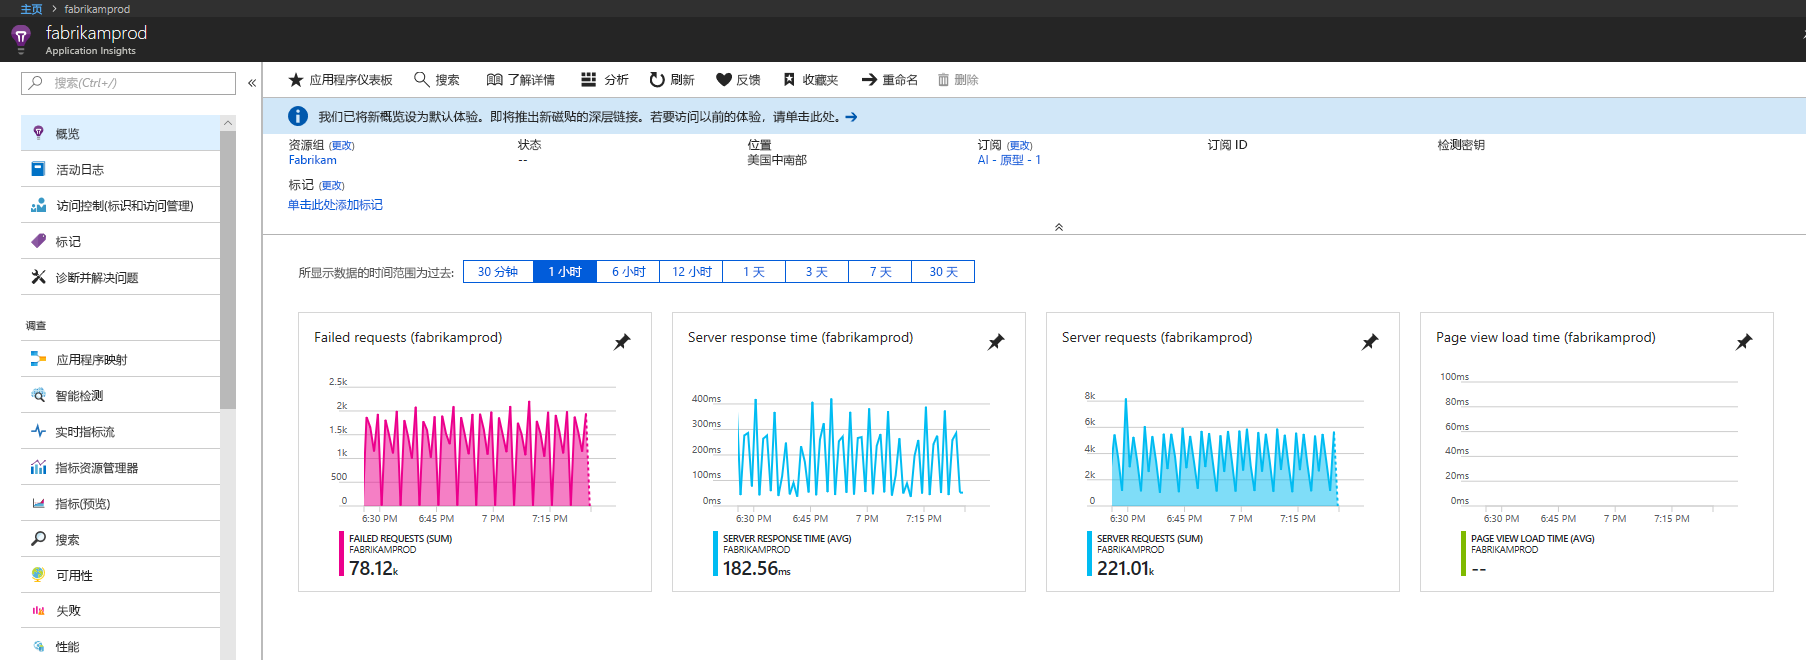 主页 > fabrikamprod
fabrikamprod
Application Insights
搜索(Ctrl+/)
«
概览
活动日志
访问控制(标识和访问管理)
标记
诊断并解决问题
调查
应用程序映射
智能检测
实时指标流
指标资源管理器
指标(预览)
搜索
可用性
失败
性能
应用程序仪表板 搜索 了解详情 分析 刷新 反馈 收藏夹 重命名 删除
我们已将新概览设为默认体验。即将推出新磁贴的深层链接。若要访问以前的体验，请单击此处。→
资源组 (更改) 状态 位置 订阅 (更改) 订阅 ID 检测密钥
Fabrikam -- 美国中南部 AI - 原型 - 1
标记 (更改)
单击此处添加标记
所显示数据的时间范围为过去: 30 分钟 1 小时 6 小时 12 小时 1 天 3 天 7 天 30 天
Failed requests (fabrikamprod)
2.5k
2k
1.5k
1k
500
0
6:30 PM 6:45 PM 7 PM 7:15 PM
FAILED REQUESTS (SUM)
FABRIKAMPROD
78.12k
Server response time (fabrikamprod)
400ms
300ms
200ms
100ms
0ms
6:30 PM 6:45 PM 7 PM 7:15 PM
SERVER RESPONSE TIME (AVG)
FABRIKAMPROD
182.56ms
Server requests (fabrikamprod)
8k
6k
4k
2k
0
6:30 PM 6:45 PM 7 PM 7:15 PM
SERVER REQUESTS (SUM)
FABRIKAMPROD
221.01k
Page view load time (fabrikamprod)
100ms
80ms
60ms
40ms
20ms
0ms
6:30 PM 6:45 PM 7 PM 7:15 PM
PAGE VIEW LOAD TIME (AVG)
FABRIKAMPROD
--